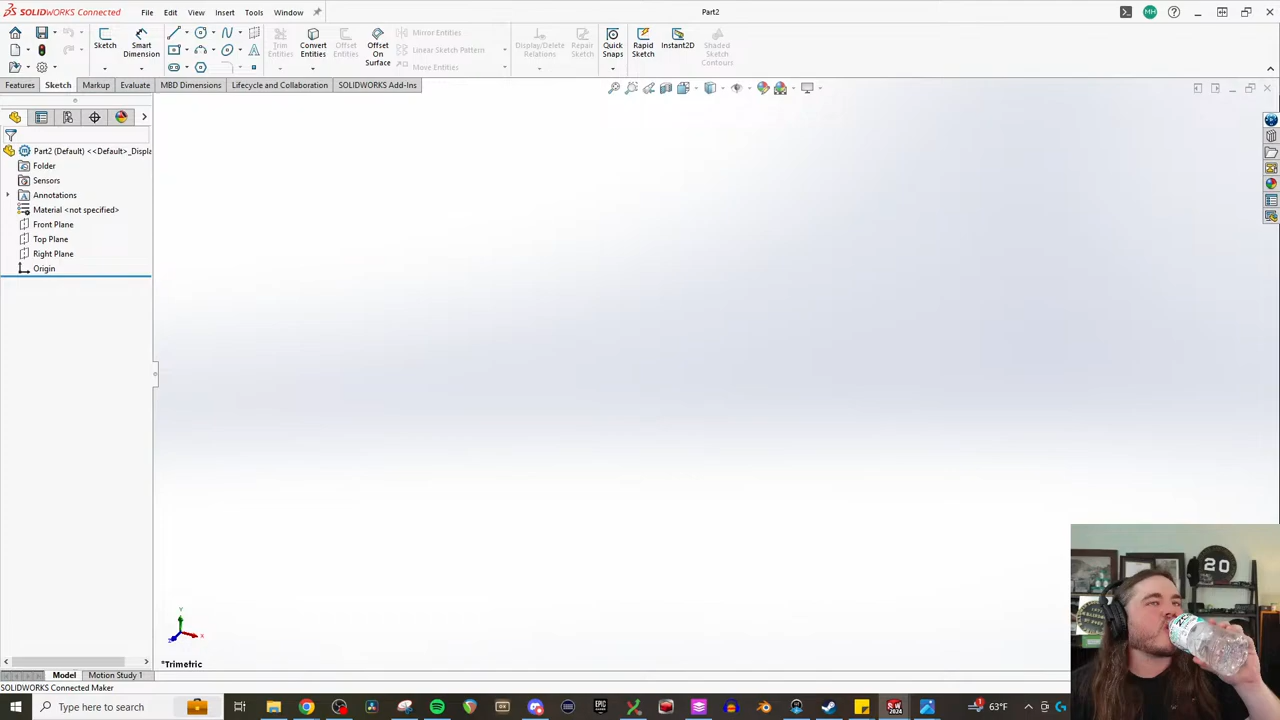 SOLIDWORKS Connected
File
Edit
View
Insert
Tools
Window
Part2
MH
Sketch
Smart Dimension
Trim Entities
Convert Entities
Offset Entities
Offset On Surface
Mirror Entities
Linear Sketch Pattern
Move Entities
Display/Delete Relations
Repair Sketch
Quick Snaps
Rapid Sketch
Instant2D
Shaded Sketch Contours
Features
Sketch
Markup
Evaluate
MBD Dimensions
Lifecycle and Collaboration
SOLIDWORKS Add-Ins
Part2 (Default) <<Default>_Displa
Folder
Sensors
Annotations
Material <not specified>
Front Plane
Top Plane
Right Plane
Origin
Y
X
Z
*Trimetric
20
Model
Motion Study 1
SOLIDWORKS Connected Maker
Type here to search
63°F